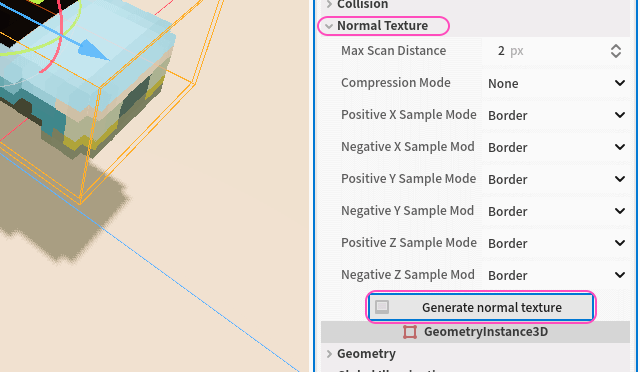 Collision
Normal Texture
Max Scan Distance 2 px
Compression Mode None
Positive X Sample Mode Border
Negative X Sample Mod Border
Positive Y Sample Mode Border
Negative Y Sample Mod Border
Positive Z Sample Mode Border
Negative Z Sample Mod Border
Generate normal texture
GeometryInstance3D
Geometry